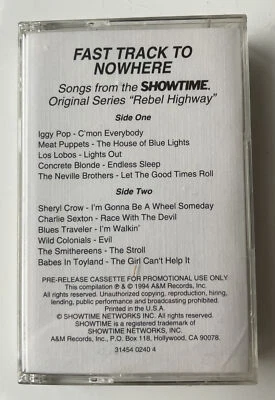 FAST TRACK TO
NOWHERE
Songs from the SHOWTIME.
Original Series "Rebel Highway"
Side One
Iggy Pop - C'mon Everybody
Meat Puppets - The House of Blue Lights
Los Lobos - Lights Out
Concrete Blonde - Endless Sleep
The Neville Brothers - Let The Good Times Roll
Side Two
Sheryl Crow - I'm Gonna Be A Wheel Someday
Charlie Sexton - Race With The Devil
Blues Traveler - I'm Walkin'
Wild Colonials - Evil
The Smithereens - The Stroll
Babes In Toyland - The Girl Can't Help It
PRE-RELEASE CASSETTE FOR PROMOTIONAL USE ONLY
This compilation ℗ & © 1994 A&M Records, Inc.
All rights reserved. Unauthorized copying, reproduction, hiring,
lending, public performance and broadcasting prohibited.
Printed in the U.S.A.
© SHOWTIME NETWORKS INC. All rights reserved.
SHOWTIME is a registered trademark of
SHOWTIME NETWORKS, INC.
A&M Records, Inc., P.O. Box 118, Hollywood, CA 90078.
31454 0240 4